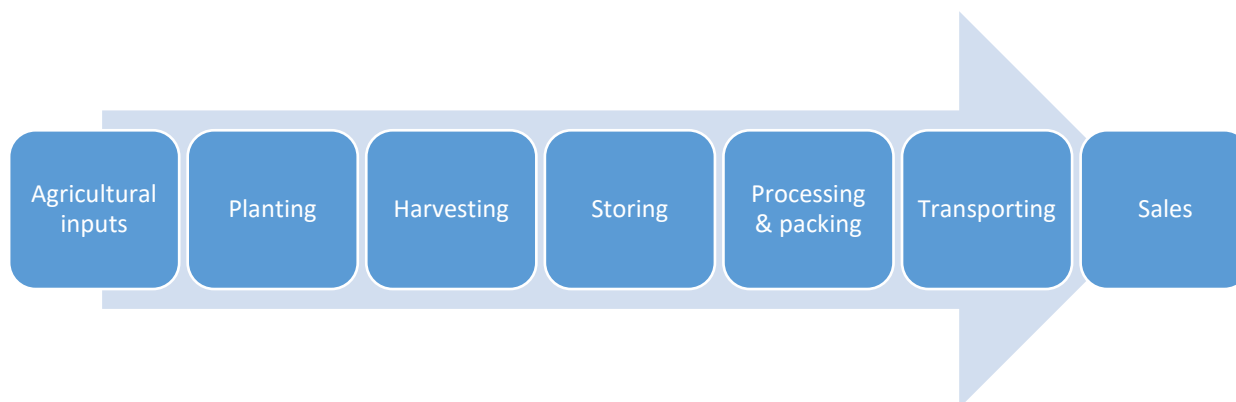 Agricultural
inputs
Planting
Harvesting
Storing
Processing
& packing
Transporting
Sales